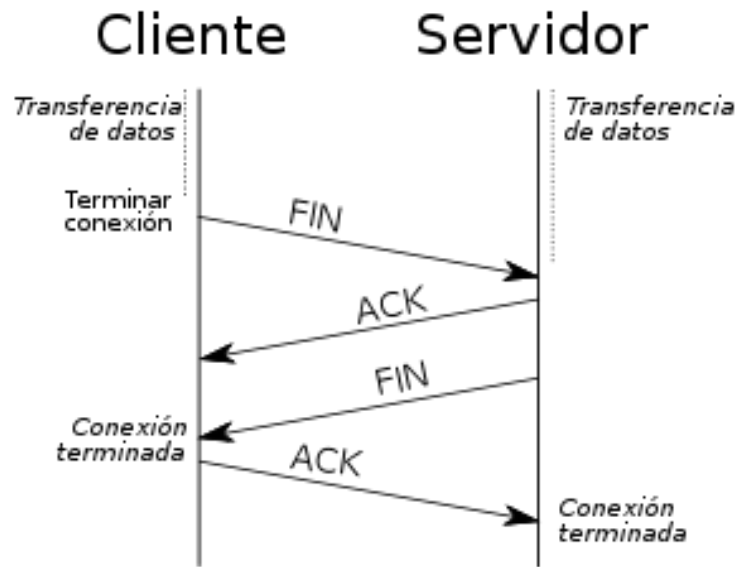 Cliente
Servidor
Transferencia
de datos
Transferencia
de datos
Terminar
conexión
FIN
ACK
FIN
Conexión
terminada
ACK
Conexión
terminada